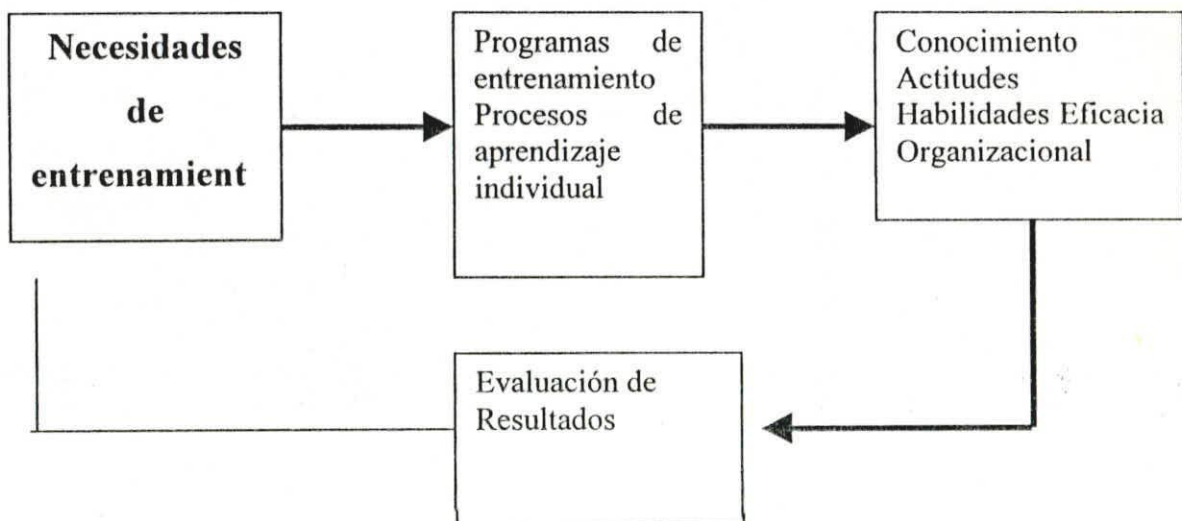 Necesidades
de
entrenamient
Programas de
entrenamiento
Procesos de
aprendizaje
individual
Conocimiento
Actitudes
Habilidades Eficacia
Organizacional
Evaluación de
Resultados